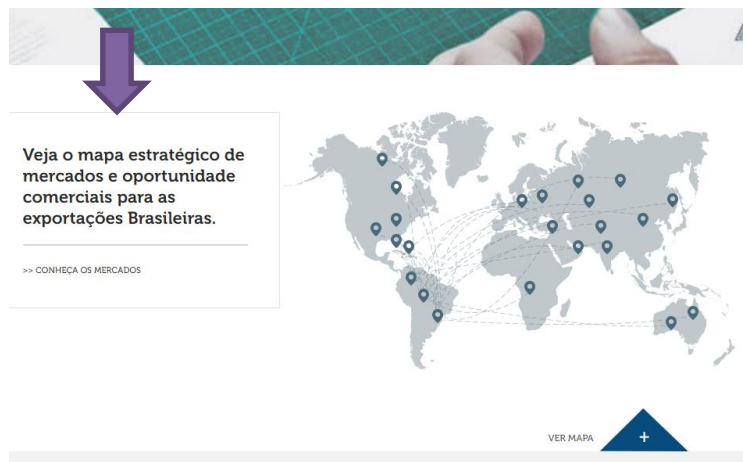 Veja o mapa estratégico de
mercados e oportunidade
comerciais para as
exportações Brasileiras.
>> CONHEÇA OS MERCADOS
VER MAPA
+